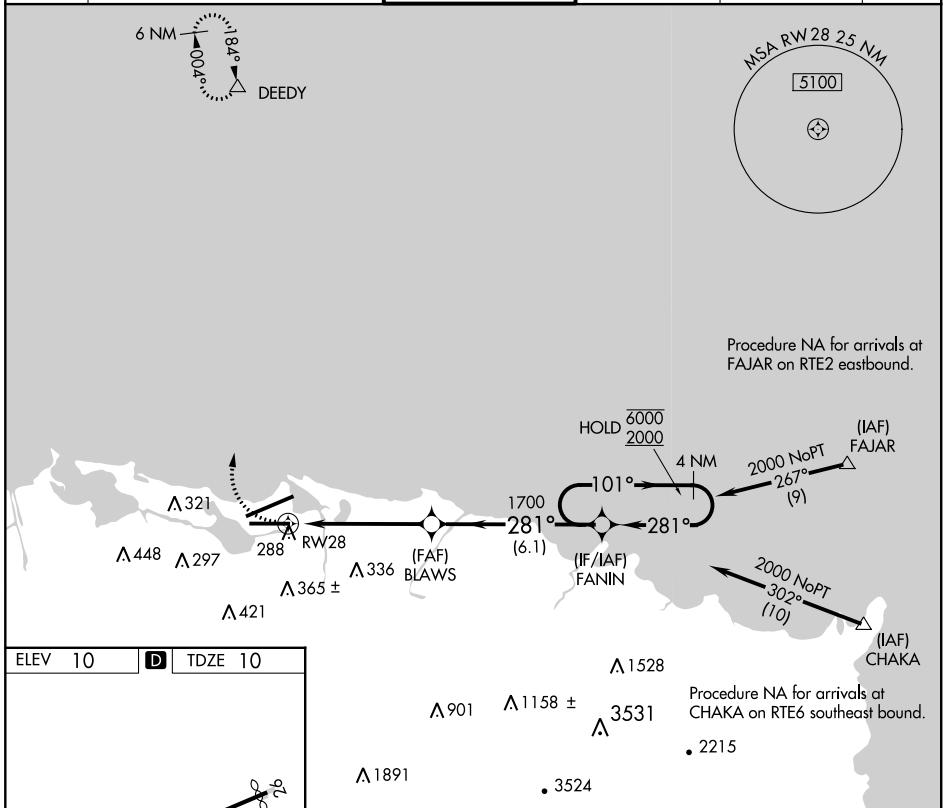 6 NM
184°
004°
DEEDY
MSA RW 28 25 NM
5100
Procedure NA for arrivals at
FAJAR on RTE2 eastbound.
HOLD 6000
2000
4 NM
(IAF)
FAJAR
2000 NoPT
267°
(9)
101°
1700
281°
(6.1)
281°
321
288
RW28
(FAF)
BLAWS
(IF/IAF)
FANIN
448
297
336
365 ±
421
2000 NoPT
302°
(10)
(IAF)
CHAKA
ELEV 10
D
TDZE 10
1528
Procedure NA for arrivals at
CHAKA on RTE6 southeast bound.
901
1158 ±
3531
2215
1891
3524
26